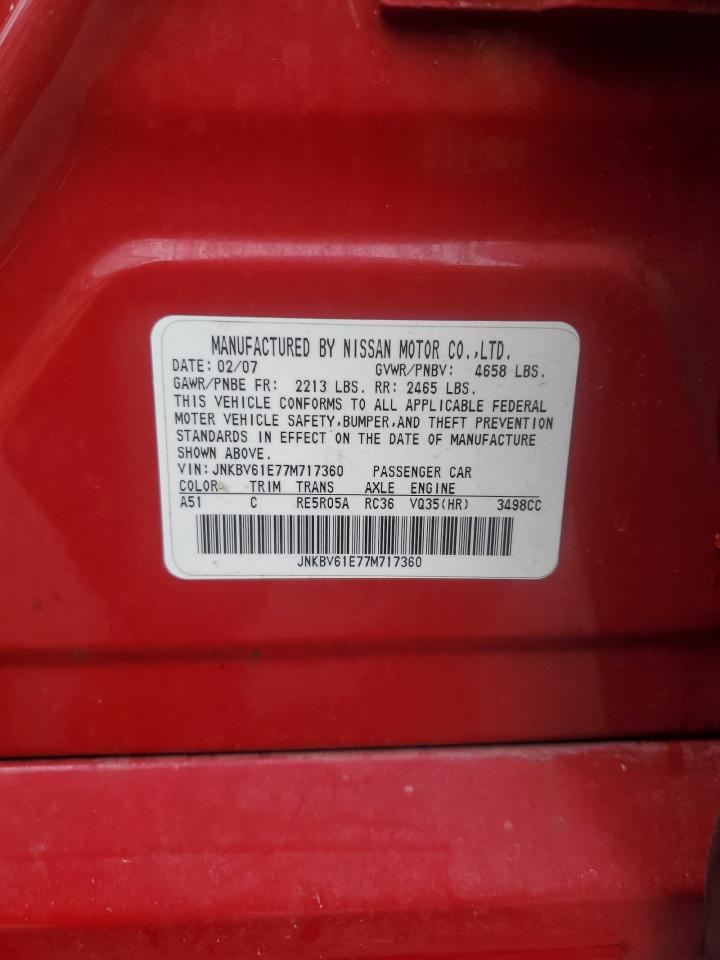 MANUFACTURED BY NISSAN MOTOR CO.,LTD.
DATE: 02/07 GVWR/PNBV: 4658 LBS.
GAWR/PNBE FR: 2213 LBS. RR: 2465 LBS.
THIS VEHICLE CONFORMS TO ALL APPLICABLE FEDERAL
MOTER VEHICLE SAFETY,BUMPER,AND THEFT PREVENTION
STANDARDS IN EFFECT ON THE DATE OF MANUFACTURE
SHOWN ABOVE.
VIN:JNKBV61E77M717360 PASSENGER CAR
COLOR TRIM TRANS AXLE ENGINE
A51 C RE5R05A RC36 VQ35(HR) 3498CC
JNKBV61E77M717360